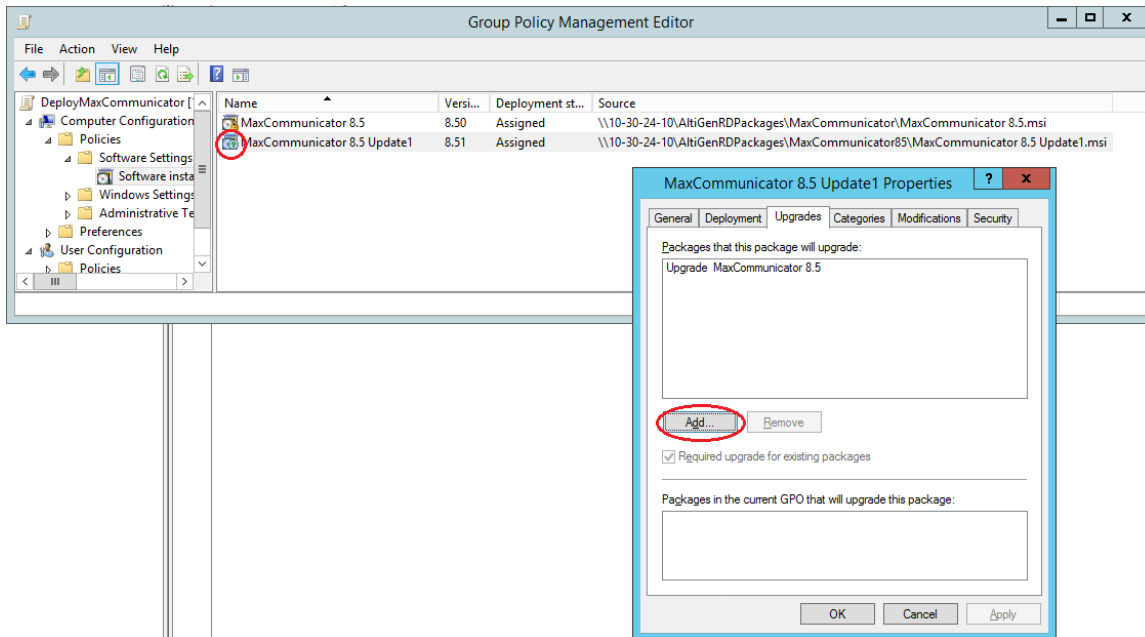 Group Policy Management Editor
File Action View Help
DeployMaxCommunicator [
Computer Configuration
Policies
Software Settings
Software insta
Windows Settings
Administrative Te
Preferences
User Configuration
Policies
Name Versi... Deployment st... Source
MaxCommunicator 8.5 8.50 Assigned \\10-30-24-10\AltiGenRDPackages\MaxCommunicator\MaxCommunicator 8.5.msi
MaxCommunicator 8.5 Update1 8.51 Assigned \\10-30-24-10\AltiGenRDPackages\MaxCommunicator85\MaxCommunicator 8.5 Update1.msi
MaxCommunicator 8.5 Update1 Properties
General Deployment Upgrades Categories Modifications Security
Packages that this package will upgrade:
Upgrade MaxCommunicator 8.5
Add... Remove
Required upgrade for existing packages
Packages in the current GPO that will upgrade this package:
OK Cancel Apply